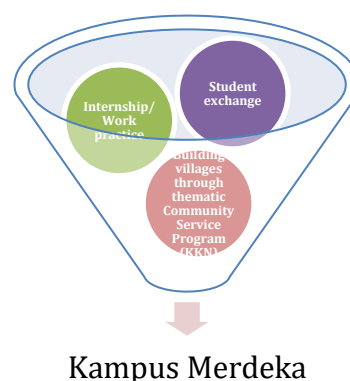 Student
exchange
Internship/
Work
practice
Building
villages
through
thematic
Community
Service
Program
(KKN)
Kampus Merdeka